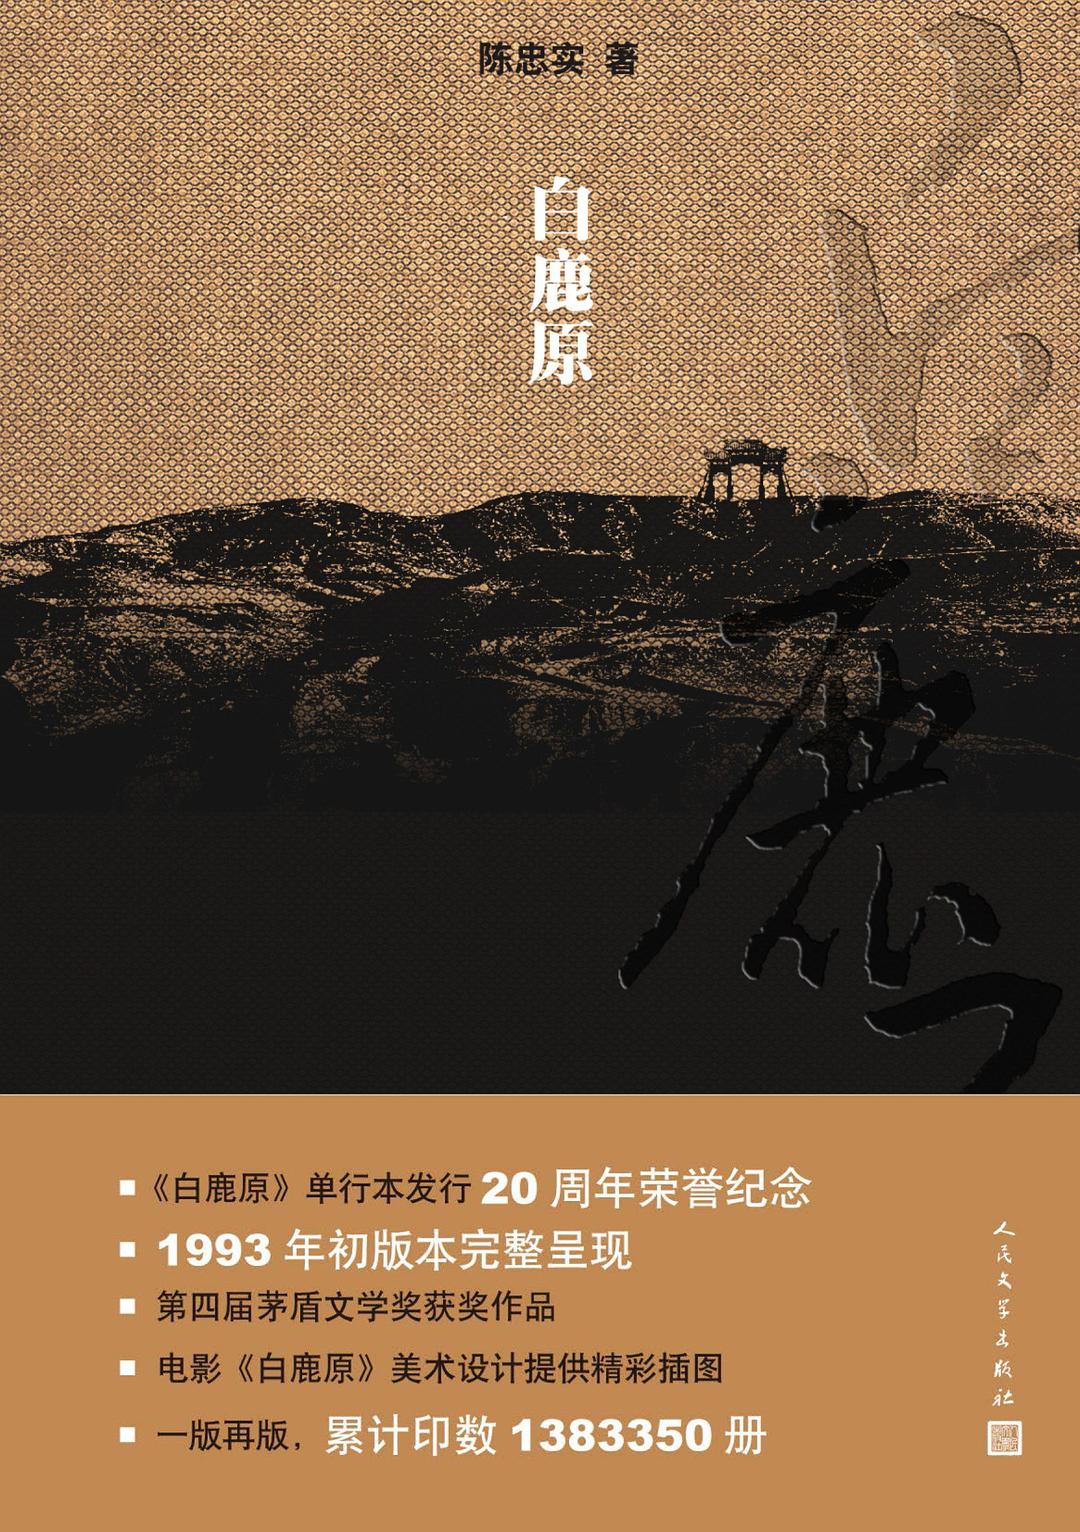 陈忠实 著
白鹿原
鹿
■《白鹿原》单行本发行 20 周年荣誉纪念
■ 1993 年初版本完整呈现
■ 第四届茅盾文学奖获奖作品
■ 电影《白鹿原》美术设计提供精彩插图
■ 一版再版，累计印数 1383350 册
人民文学出版社